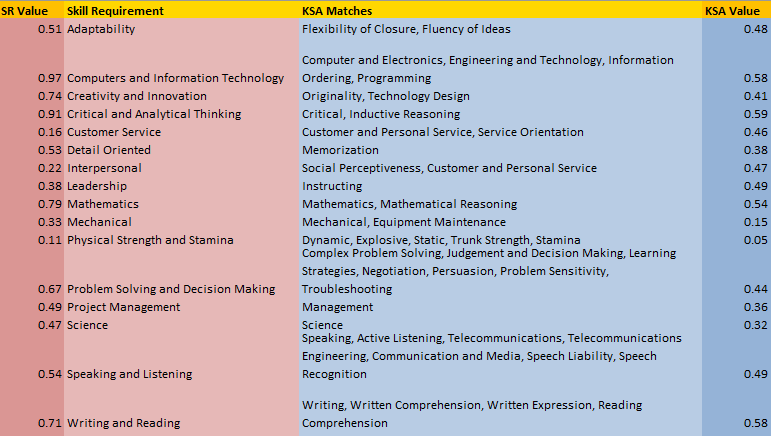 SR Value Skill Requirement KSA Matches KSA Value
0.51 Adaptability Flexibility of Closure, Fluency of Ideas 0.48
Computer and Electronics, Engineering and Technology, Information
0.97 Computers and Information Technology Ordering, Programming 0.58
0.74 Creativity and Innovation Originality, Technology Design 0.41
0.91 Critical and Analytical Thinking Critical, Inductive Reasoning 0.59
0.16 Customer Service Customer and Personal Service, Service Orientation 0.46
0.53 Detail Oriented Memorization 0.38
0.22 Interpersonal Social Perceptiveness, Customer and Personal Service 0.47
0.38 Leadership Instructing 0.49
0.79 Mathematics Mathematics, Mathematical Reasoning 0.54
0.33 Mechanical Mechanical, Equipment Maintenance 0.15
0.11 Physical Strength and Stamina Dynamic, Explosive, Static, Trunk Strength, Stamina 0.05
Complex Problem Solving, Judgement and Decision Making, Learning
Strategies, Negotiation, Persuasion, Problem Sensitivity,
0.67 Problem Solving and Decision Making Troubleshooting 0.44
0.49 Project Management Management 0.36
0.47 Science Science 0.32
Speaking, Active Listening, Telecommunications, Telecommunications
Engineering, Communication and Media, Speech Liability, Speech
0.54 Speaking and Listening Recognition 0.49
Writing, Written Comprehension, Written Expression, Reading
0.71 Writing and Reading Comprehension 0.58